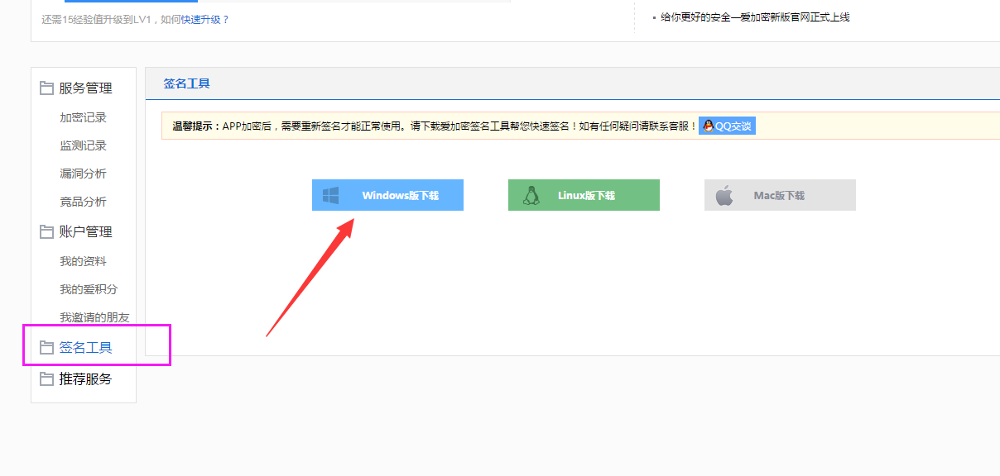 还需15经验值升级到LV1，如何快速升级？
▪ 给你更好的安全—爱加密新版官网正式上线
服务管理
加密记录
监测记录
漏洞分析
竞品分析
账户管理
我的资料
我的爱积分
我邀请的朋友
签名工具
推荐服务
签名工具
温馨提示：APP加密后，需要重新签名才能正常使用。请下载爱加密签名工具帮您快速签名！如有任何疑问请联系客服！ QQ交谈
Windows版下载
Linux版下载
Mac版下载